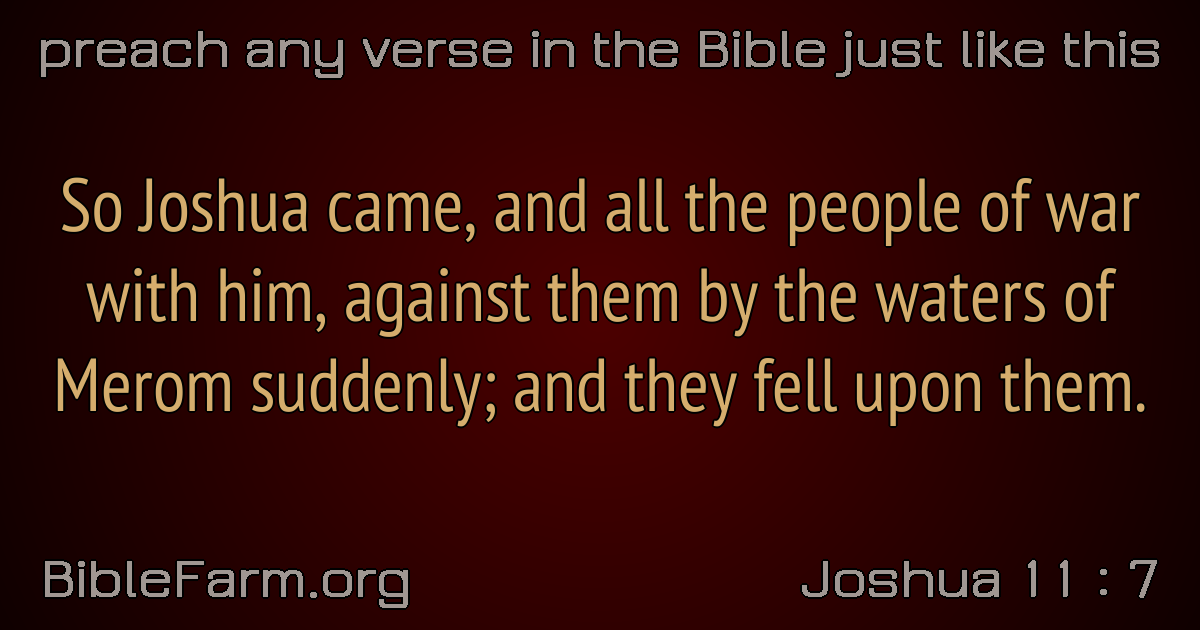 preach any verse in the Bible just like this
So Joshua came, and all the people of war
with him, against them by the waters of
Merom suddenly; and they fell upon them.
BibleFarm.org
Joshua 11 : 7